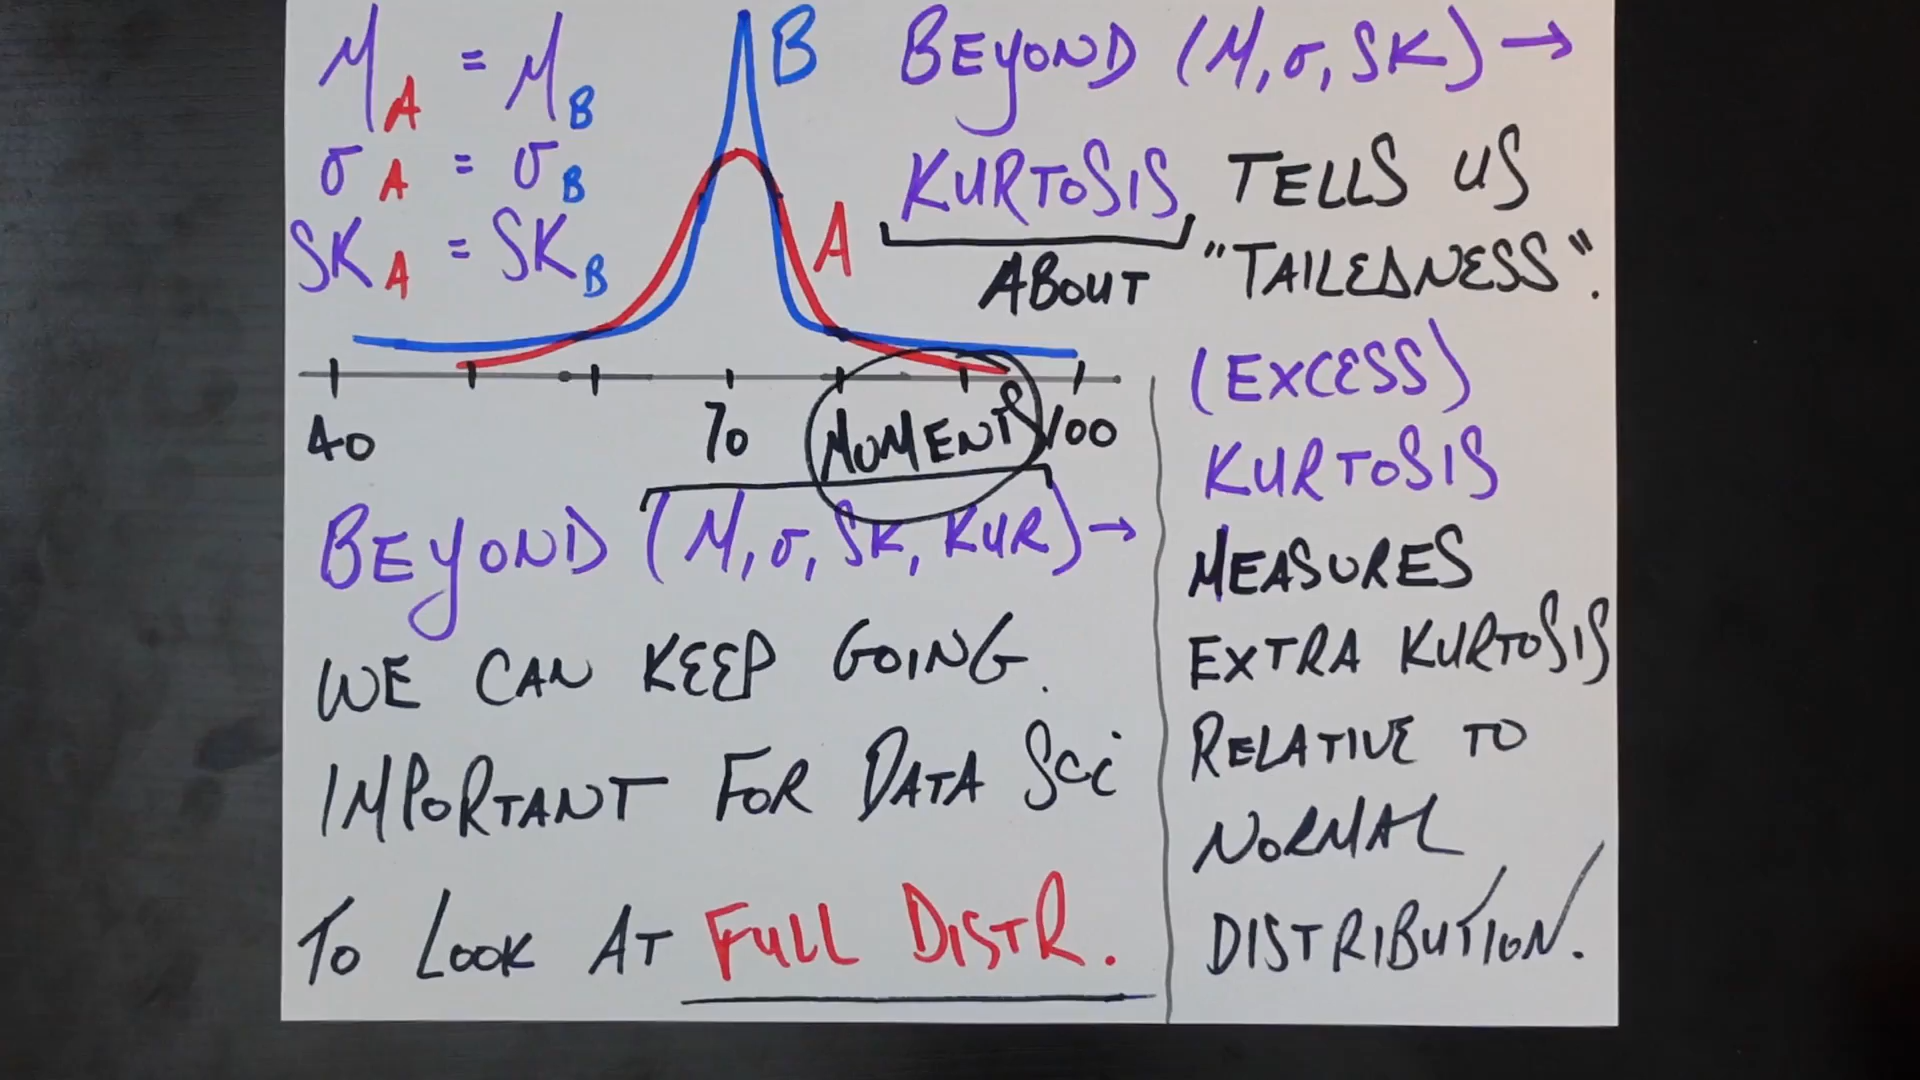 μA = μB
σA = σB
SKA = SKB
B
A
40 70 100
MOMENTS
BEYOND (μ, σ, SK) →
KURTOSIS TELLS US
ABOUT "TAILEDNESS".
BEYOND (μ, σ, SK, KUR) →
WE CAN KEEP GOING.
IMPORTANT FOR DATA SCi
TO LOOK AT FULL DISTR.
(EXCESS)
KURTOSIS
MEASURES
EXTRA KURTOSIS
RELATIVE TO
NORMAL
DISTRIBUTION.